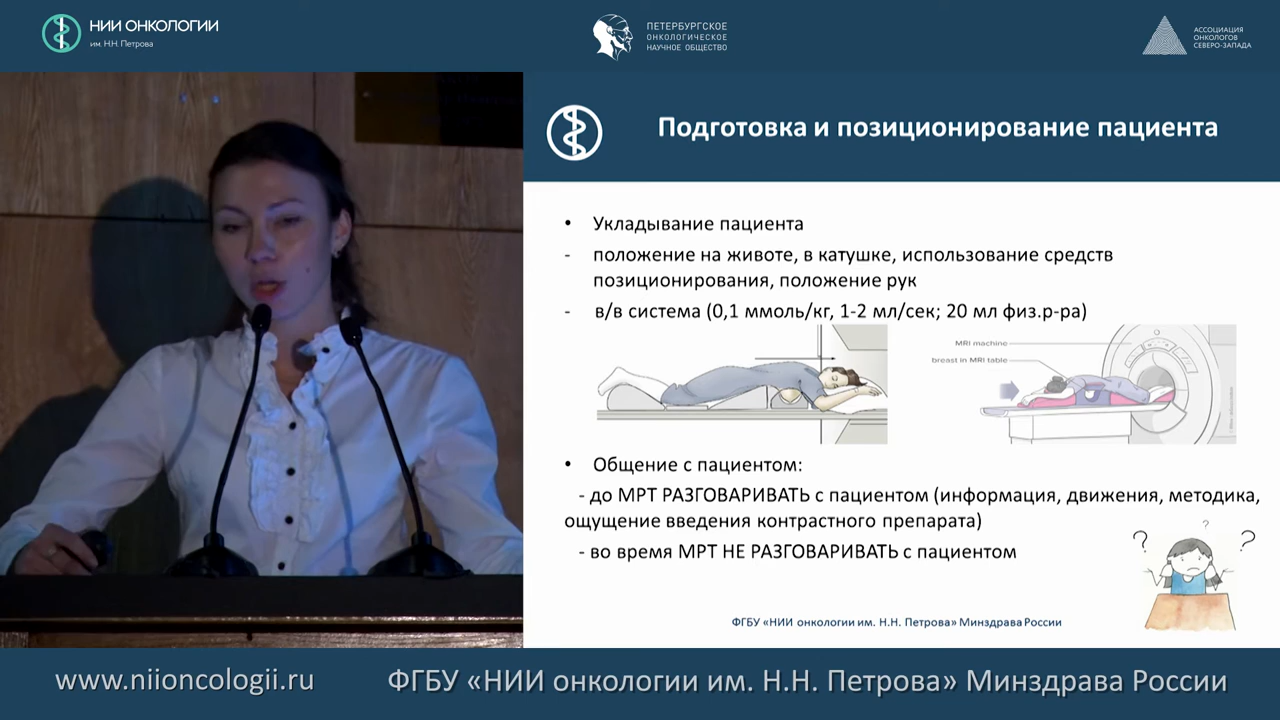 НИИ ОНКОЛОГИИ
им. Н.Н. Петрова
ПЕТЕРБУРГСКОЕ
ОНКОЛОГИЧЕСКОЕ
НАУЧНОЕ ОБЩЕСТВО
АССОЦИАЦИЯ
ОНКОЛОГОВ
СЕВЕРО-ЗАПАДА
Подготовка и позиционирование пациента
• Укладывание пациента
- положение на животе, в катушке, использование средств
позиционирования, положение рук
- в/в система (0,1 ммоль/кг, 1-2 мл/сек; 20 мл физ.р-ра)
MRI machine
breast in MRI table
• Общение с пациентом:
- до МРТ РАЗГОВАРИВАТЬ с пациентом (информация, движения, методика,
ощущение введения контрастного препарата)
- во время МРТ НЕ РАЗГОВАРИВАТЬ с пациентом
? ? ?
ФГБУ «НИИ онкологии им. Н.Н. Петрова» Минздрава России
www.niioncologii.ru
ФГБУ «НИИ онкологии им. Н.Н. Петрова» Минздрава России